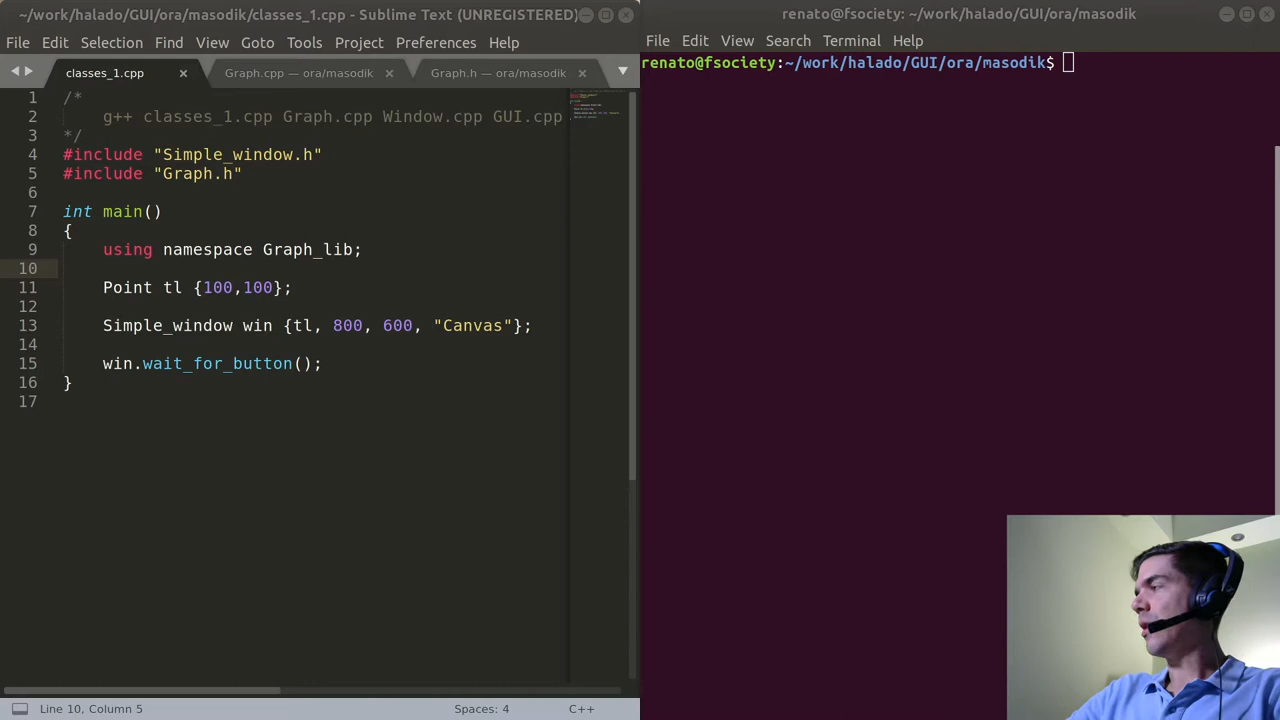 ~/work/halado/GUI/ora/masodik/classes_1.cpp - Sublime Text (UNREGISTERED)
File Edit Selection Find View Goto Tools Project Preferences Help
classes_1.cpp × Graph.cpp — ora/masodik × Graph.h — ora/masodik ×
1 /*
2 g++ classes_1.cpp Graph.cpp Window.cpp GUI.cpp
3 */
4 #include "Simple_window.h"
5 #include "Graph.h"
6
7 int main()
8 {
9 using namespace Graph_lib;
10
11 Point tl {100,100};
12
13 Simple_window win {tl, 800, 600, "Canvas"};
14
15 win.wait_for_button();
16 }
17
Line 10, Column 5 Spaces: 4 C++
renato@fsociety: ~/work/halado/GUI/ora/masodik
File Edit View Search Terminal Help
renato@fsociety:~/work/halado/GUI/ora/masodik$